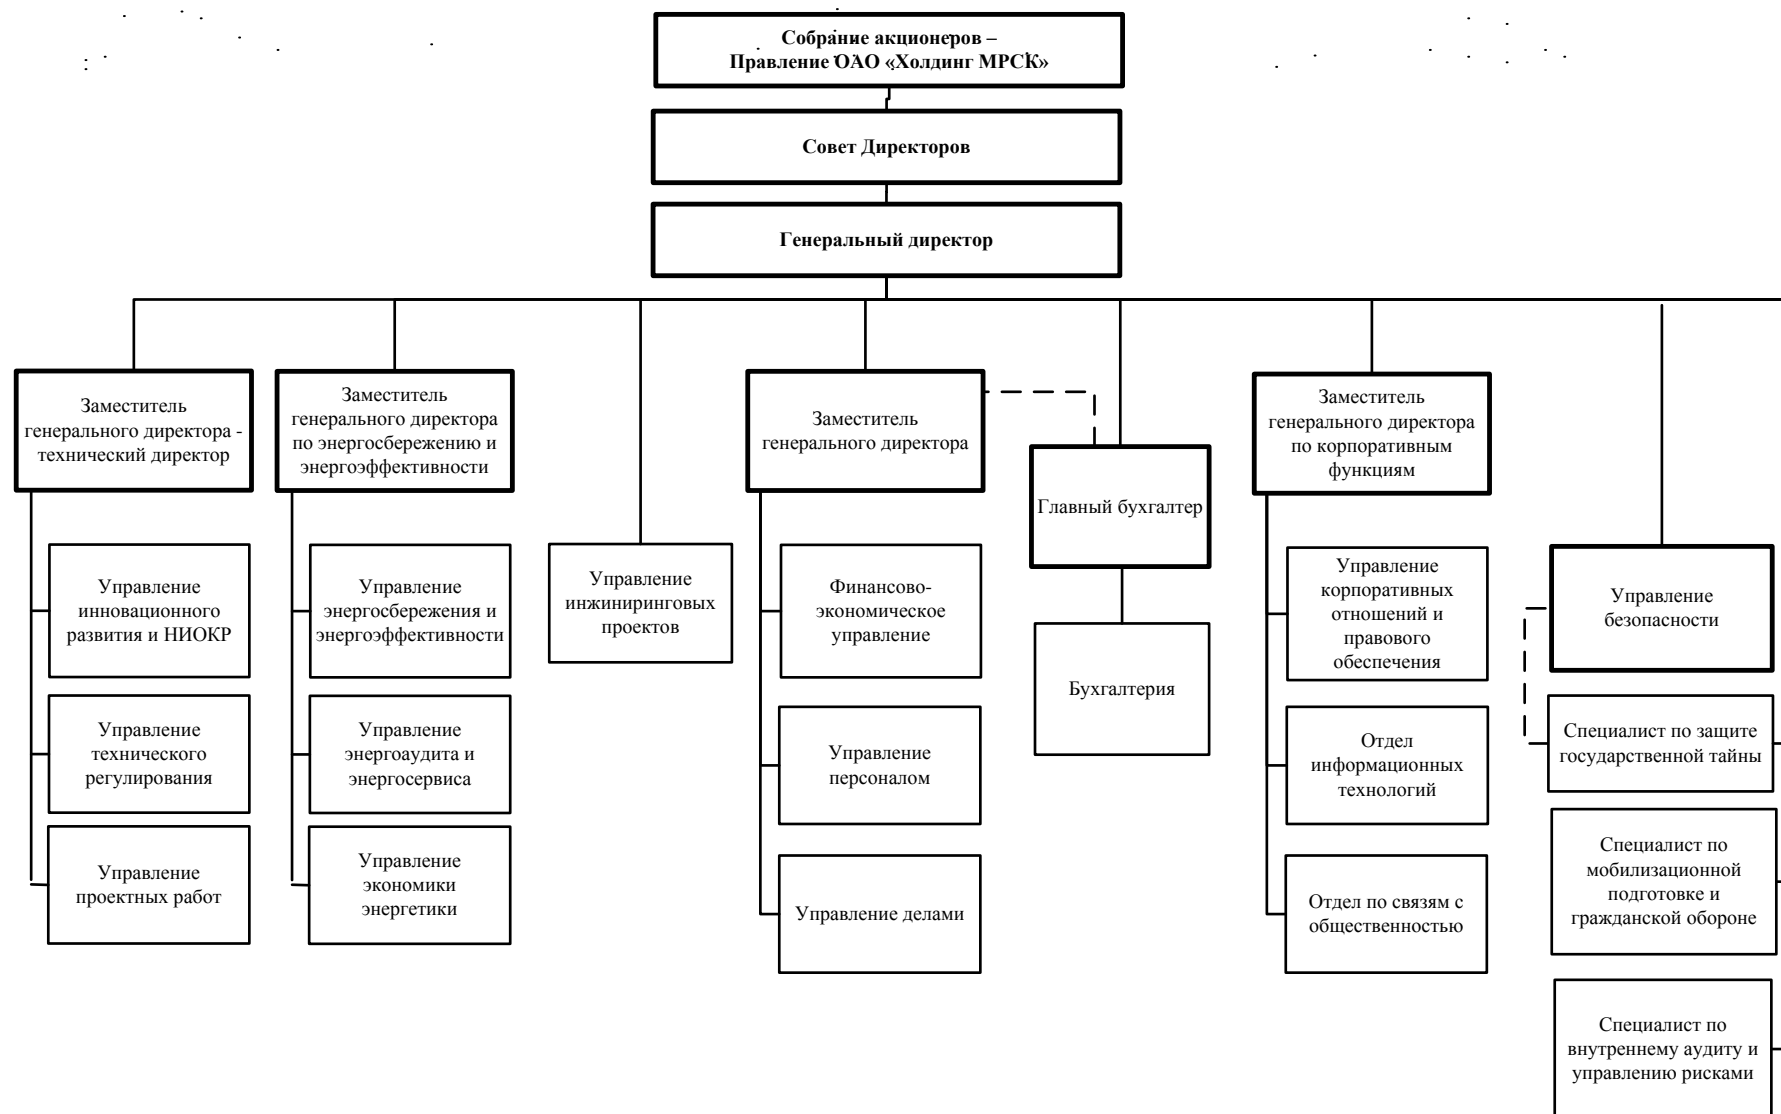 Собрание акционеров –
Правление ОАО «Холдинг МРСК»
Совет Директоров
Генеральный директор
Заместитель
генерального директора -
технический директор
Заместитель
генерального директора
по энергосбережению и
энергоэффективности
Заместитель
генерального директора
Главный бухгалтер
Заместитель
генерального директора
по корпоративным
функциям
Управление
инновационного
развития и НИОКР
Управление
энергосбережения и
энергоэффективности
Управление
инжиниринговых
проектов
Финансово-
экономическое
управление
Бухгалтерия
Управление
корпоративных
отношений и
правового
обеспечения
Управление
безопасности
Управление
технического
регулирования
Управление
энергоаудита и
энергосервиса
Управление
персоналом
Отдел
информационных
технологий
Специалист по защите
государственной тайны
Управление
проектных работ
Управление
экономики
энергетики
Управление делами
Отдел по связям с
общественностью
Специалист по
мобилизационной
подготовке и
гражданской обороне
Специалист по
внутреннему аудиту и
управлению рисками